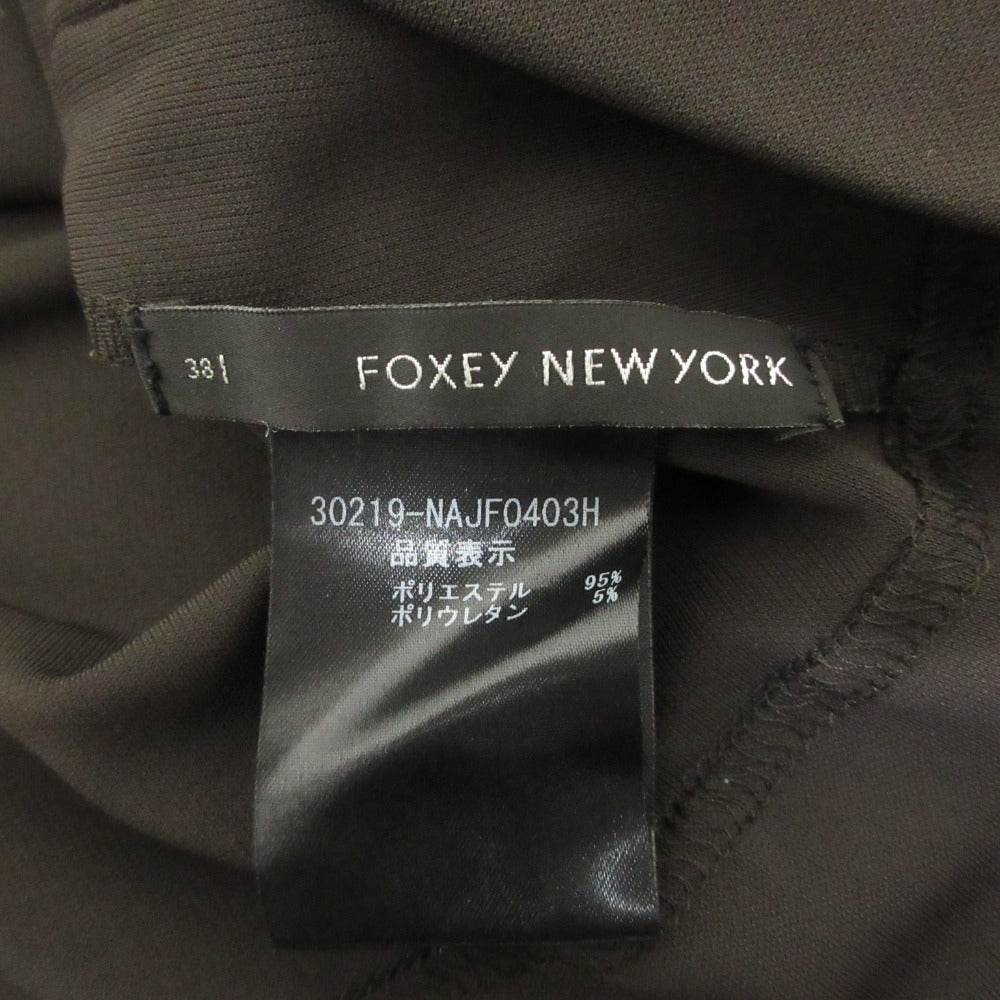 38 FOXEY NEW YORK
30219-NAJF0403H
品質表示
ポリエステル 95%
ポリウレタン 5%